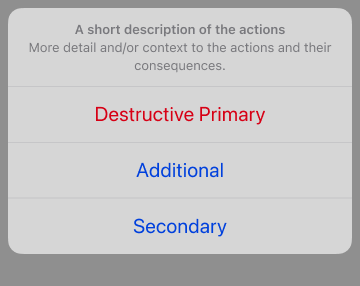 A short description of the actions
More detail and/or context to the actions and their
consequences.
Destructive Primary
Additional
Secondary